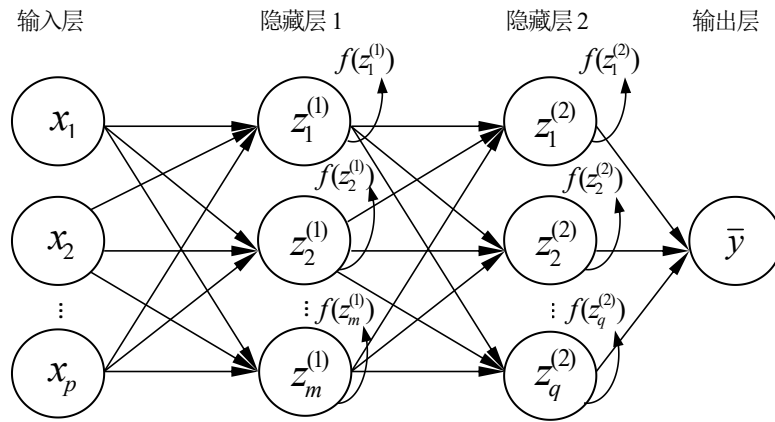 输入层 隐藏层 1 隐藏层 2 输出层
f(z₁⁽¹⁾) f(z₁⁽²⁾)
x₁ z₁⁽¹⁾ z₁⁽²⁾
f(z₂⁽¹⁾) f(z₂⁽²⁾)
x₂ z₂⁽¹⁾ z₂⁽²⁾ ȳ
⋮ ⋮ f(zₘ⁽¹⁾) ⋮ f(z_q⁽²⁾)
xₚ zₘ⁽¹⁾ z_q⁽²⁾